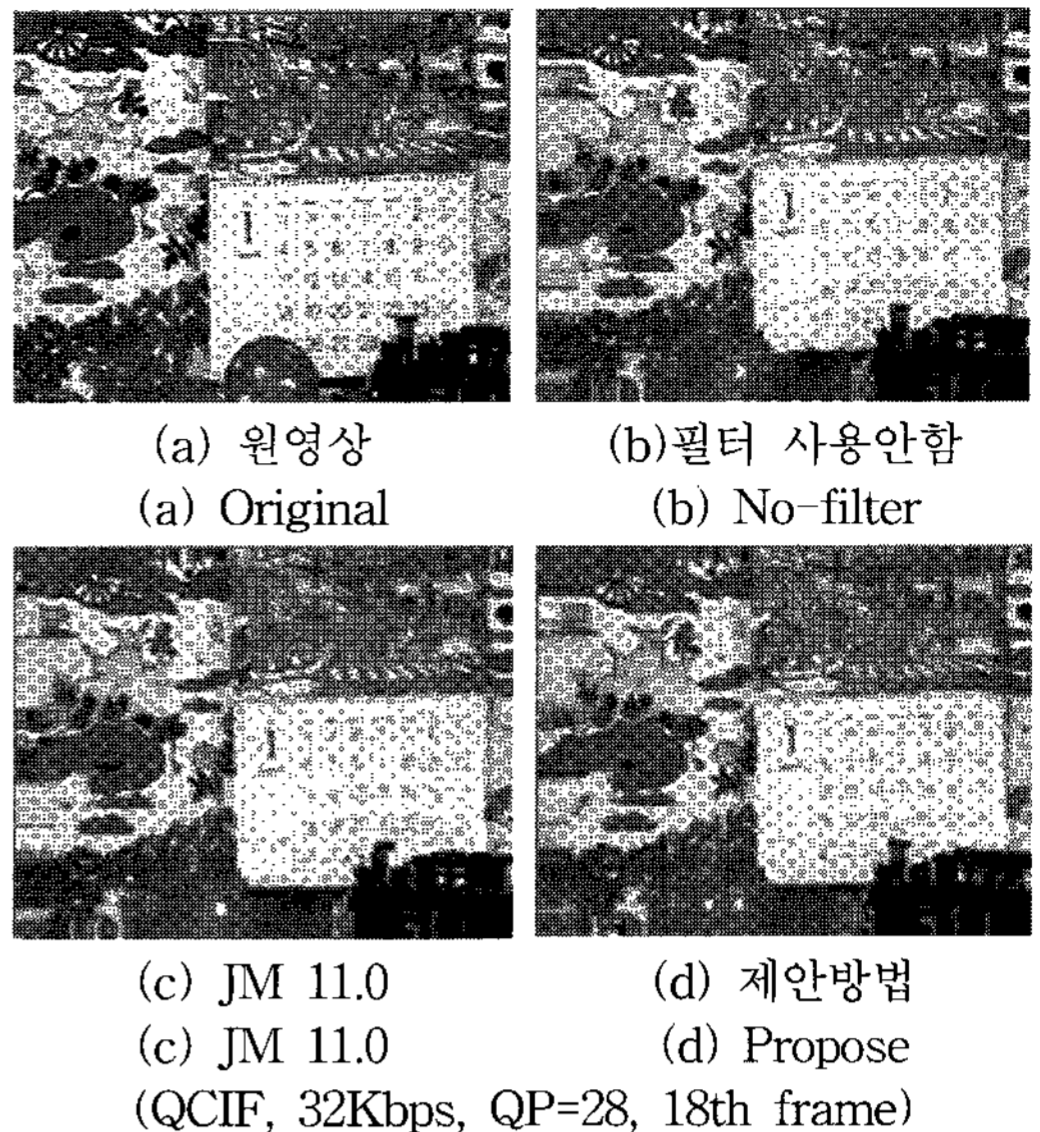 (a) 원영상
(b)필터 사용안함
(a) Original
(b) No-filter
(c) JM 11.0
(d) 제안방법
(c) JM 11.0
(d) Propose
(QCIF, 32Kbps, QP=28, 18th frame)